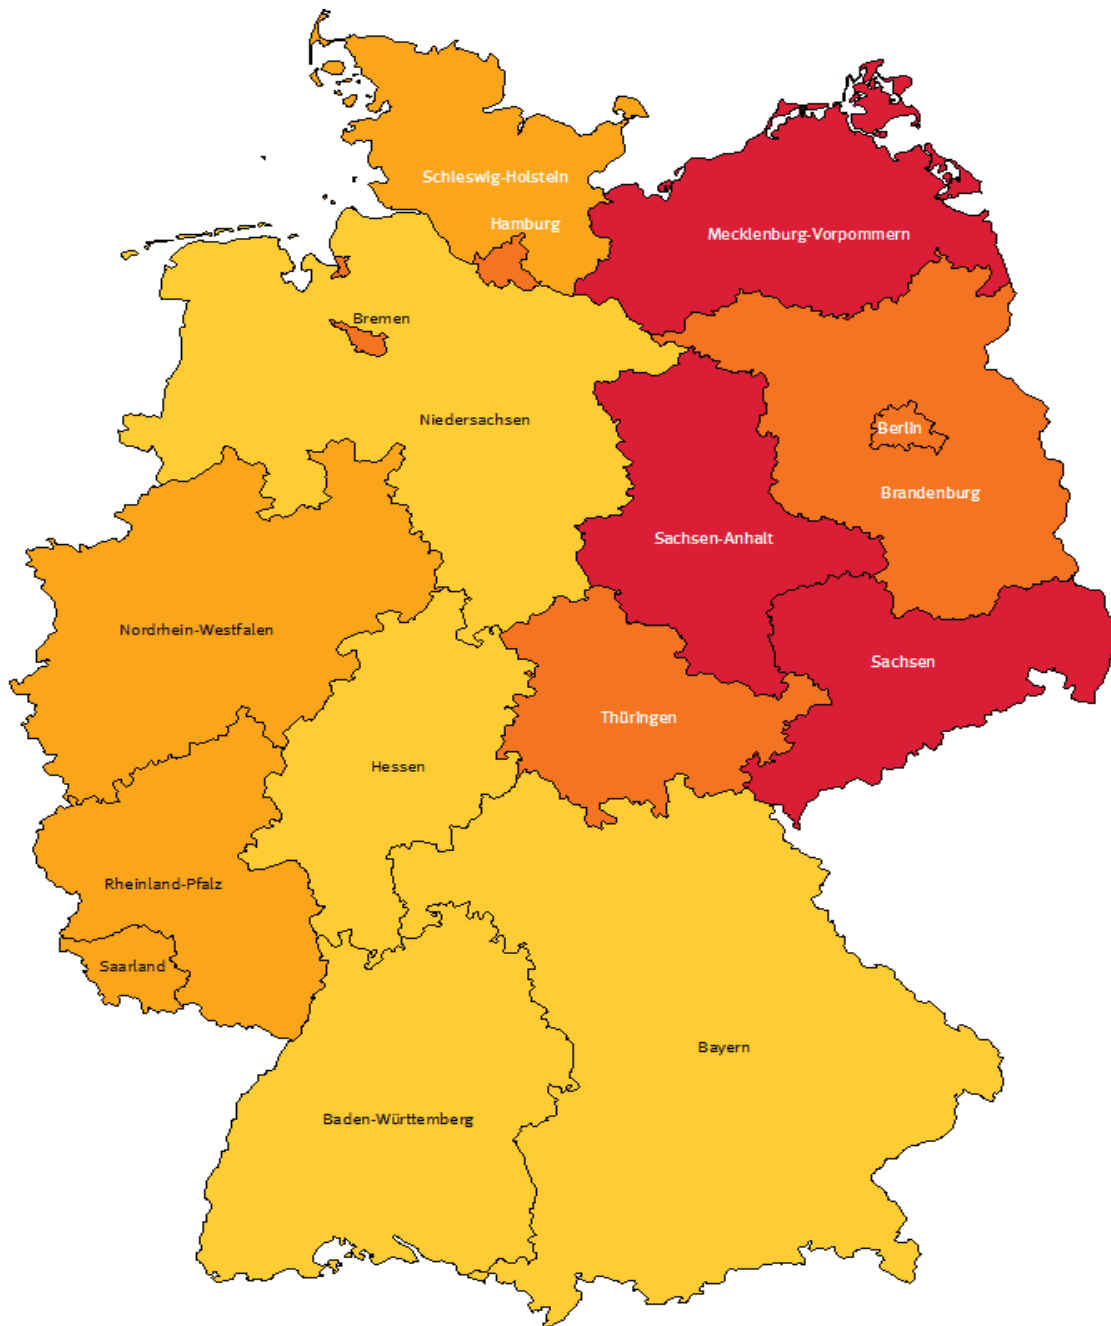 Schleswig-Holstein
Hamburg
Mecklenburg-Vorpommern
Bremen
Niedersachsen
Berlin
Brandenburg
Sachsen-Anhalt
Nordrhein-Westfalen
Sachsen
Thüringen
Hessen
Rheinland-Pfalz
Saarland
Bayern
Baden-Württemberg